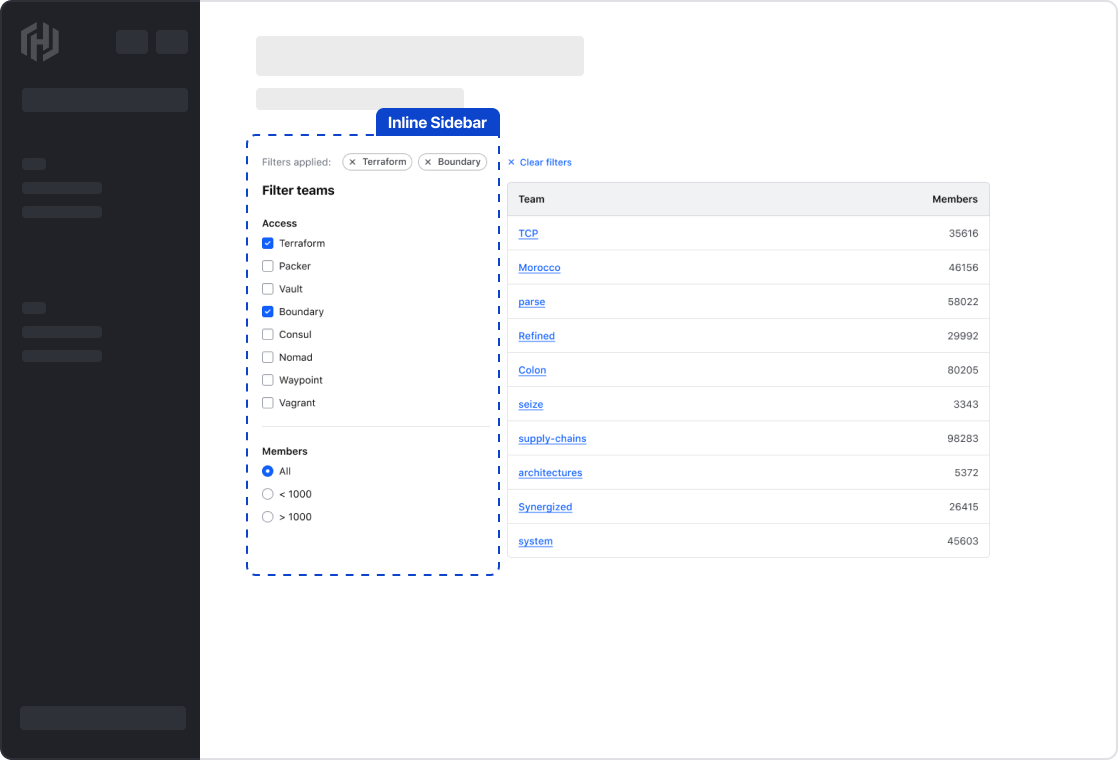 Inline Sidebar
Filters applied: × Terraform × Boundary × Clear filters
Filter teams
Access
Terraform
Packer
Vault
Boundary
Consul
Nomad
Waypoint
Vagrant
Members
All
< 1000
> 1000
Team Members
TCP 35616
Morocco 46156
parse 58022
Refined 29992
Colon 80205
seize 3343
supply-chains 98283
architectures 5372
Synergized 26415
system 45603